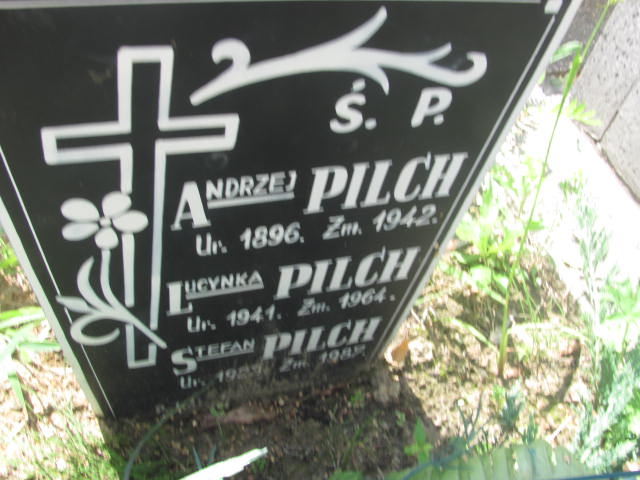 Ś. P.
ANDRZEJ PILCH
Ur. 1896. Zm. 1942.
LUCYNKA PILCH
Ur. 1941. Zm. 1964.
STEFAN PILCH
Ur. Zm.